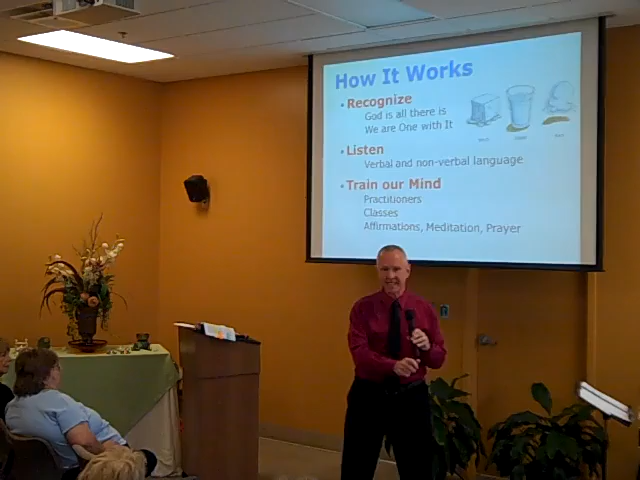 How It Works
• Recognize
God is all there is
We are One with It
• Listen
Verbal and non-verbal language
• Train our Mind
Practitioners
Classes
Affirmations, Meditation, Prayer